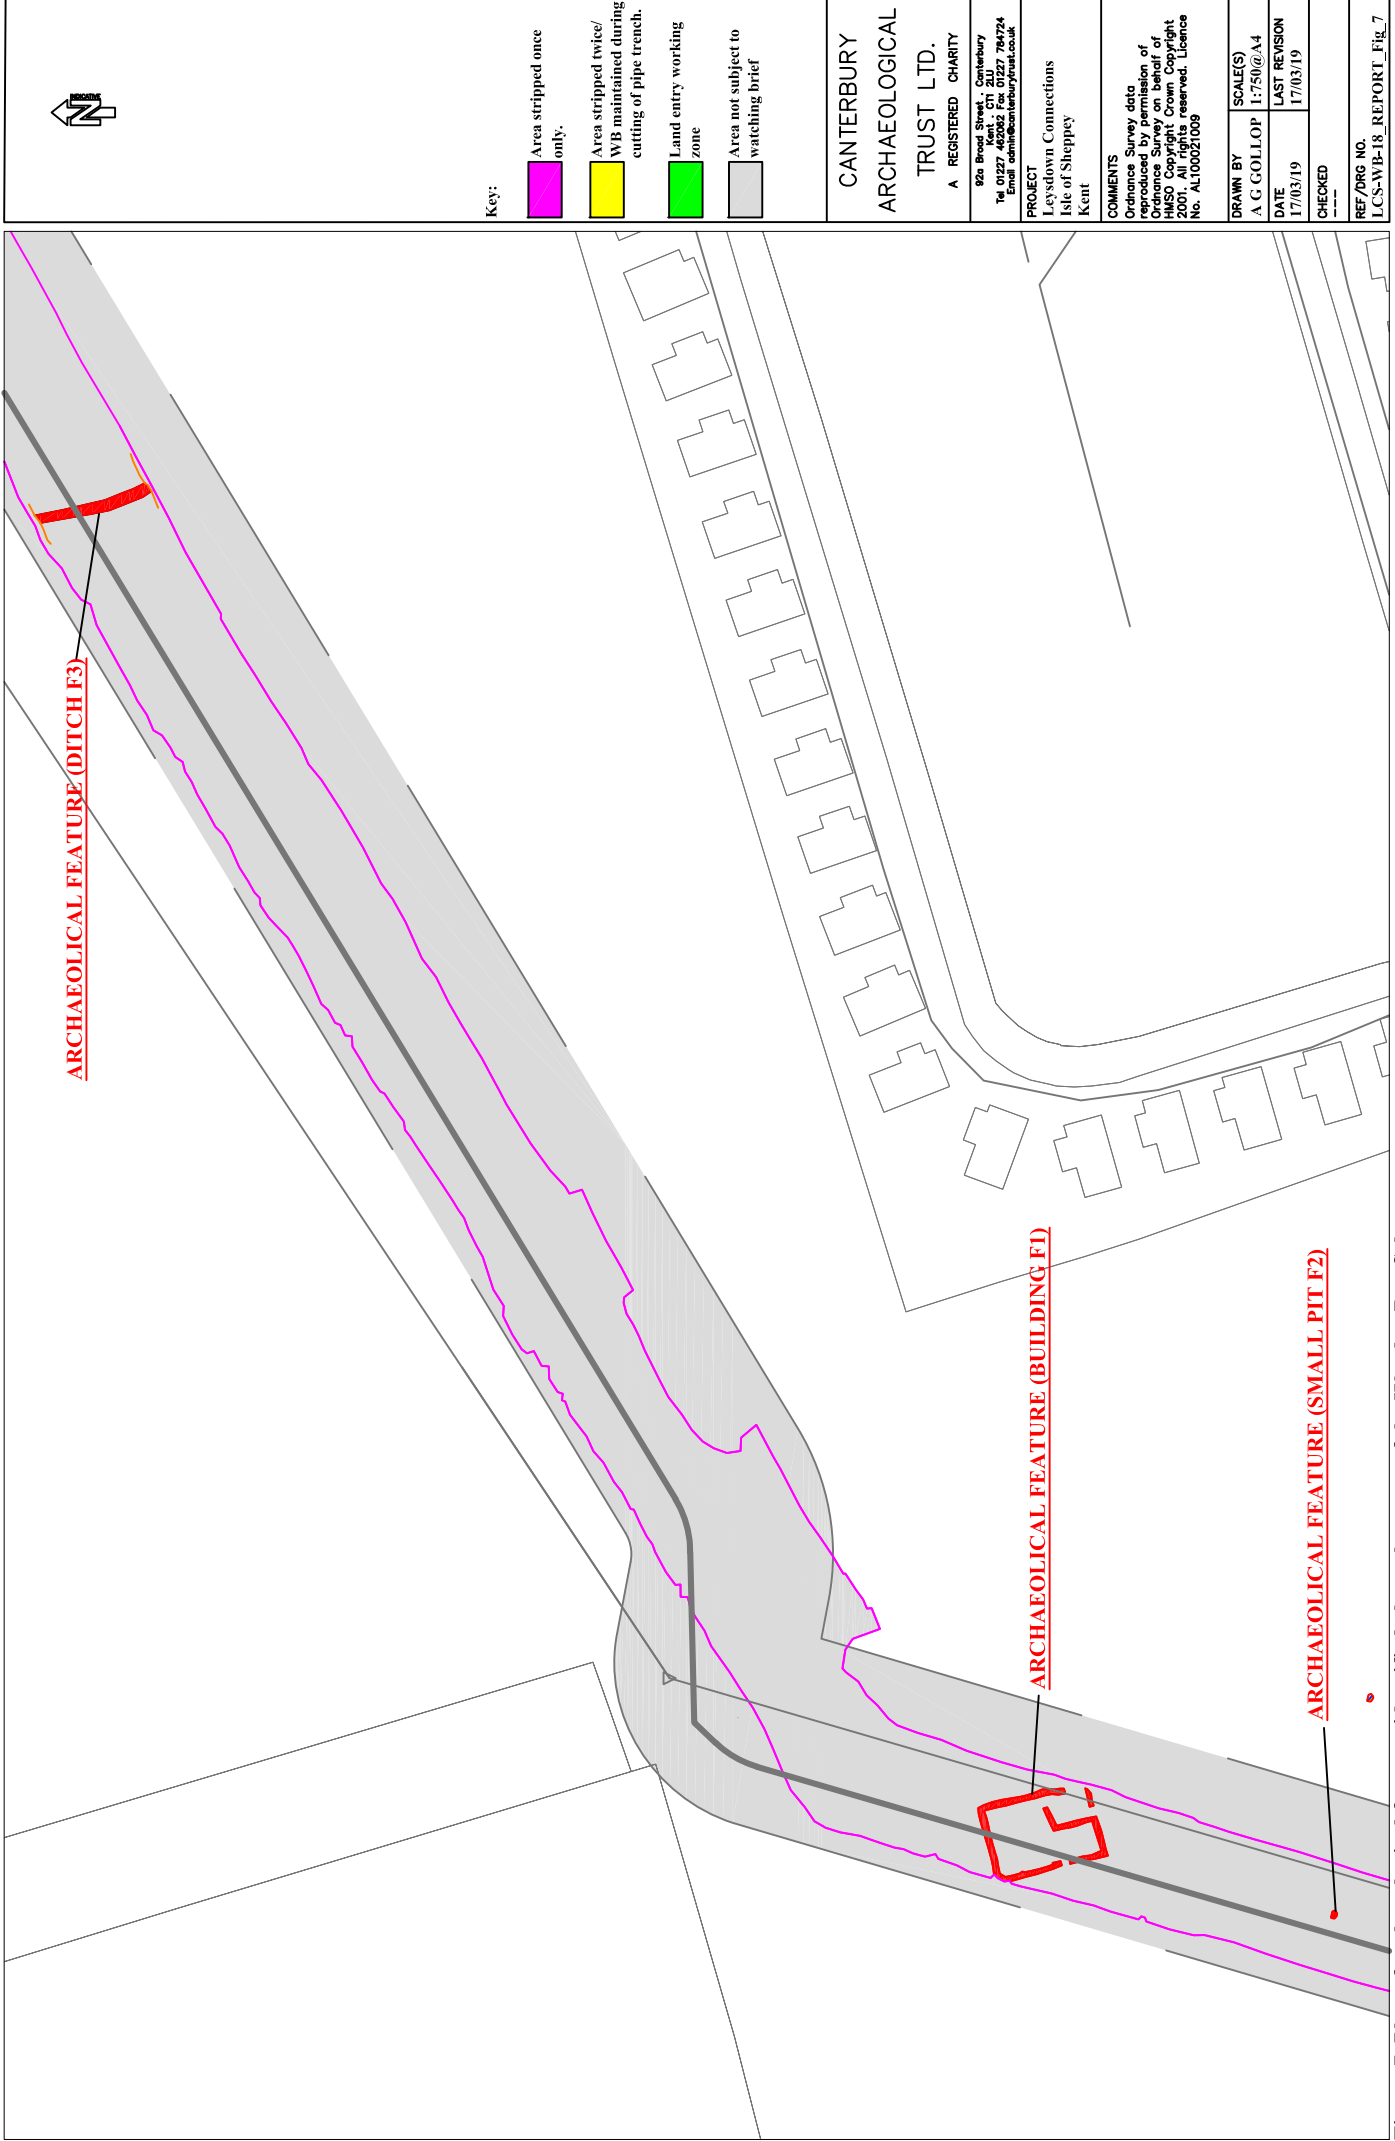 INDICATIVE
N
Key:
Area stripped once
only.
Area stripped twice/
WB maintained during
cutting of pipe trench.
Land entry working
zone
Area not subject to
watching brief
CANTERBURY
ARCHAEOLOGICAL
TRUST LTD.
A REGISTERED CHARITY
92a Broad Street . Canterbury
Kent . CT1 2LU
Tel 01227 462062 Fax 01227 784724
Email admin@canterburytrust.co.uk
PROJECT
Leysdown Connections
Isle of Sheppey
Kent
COMMENTS
Ordnance Survey data
reproduced by permission of
Ordnance Survey on behalf of
HMSO Copyright Crown Copyright
2001. All rights reserved. Licence
No. AL100021009
DRAWN BY
A G GOLLOP
SCALE(S)
1:750@A4
DATE
17/03/19
LAST REVISION
17/03/19
CHECKED
---
REF/DRG NO.
LCS-WB-18_REPORT_Fig_7
ARCHAEOLICAL FEATURE (DITCH F3)
ARCHAEOLICAL FEATURE (BUILDING F1)
ARCHAEOLICAL FEATURE (SMALL PIT F2)